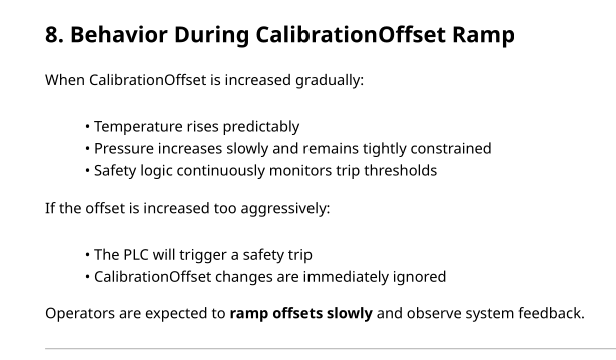 8. Behavior During CalibrationOffset Ramp
When CalibrationOffset is increased gradually:
• Temperature rises predictably
• Pressure increases slowly and remains tightly constrained
• Safety logic continuously monitors trip thresholds
If the offset is increased too aggressively:
• The PLC will trigger a safety trip
• CalibrationOffset changes are immediately ignored
Operators are expected to ramp offsets slowly and observe system feedback.